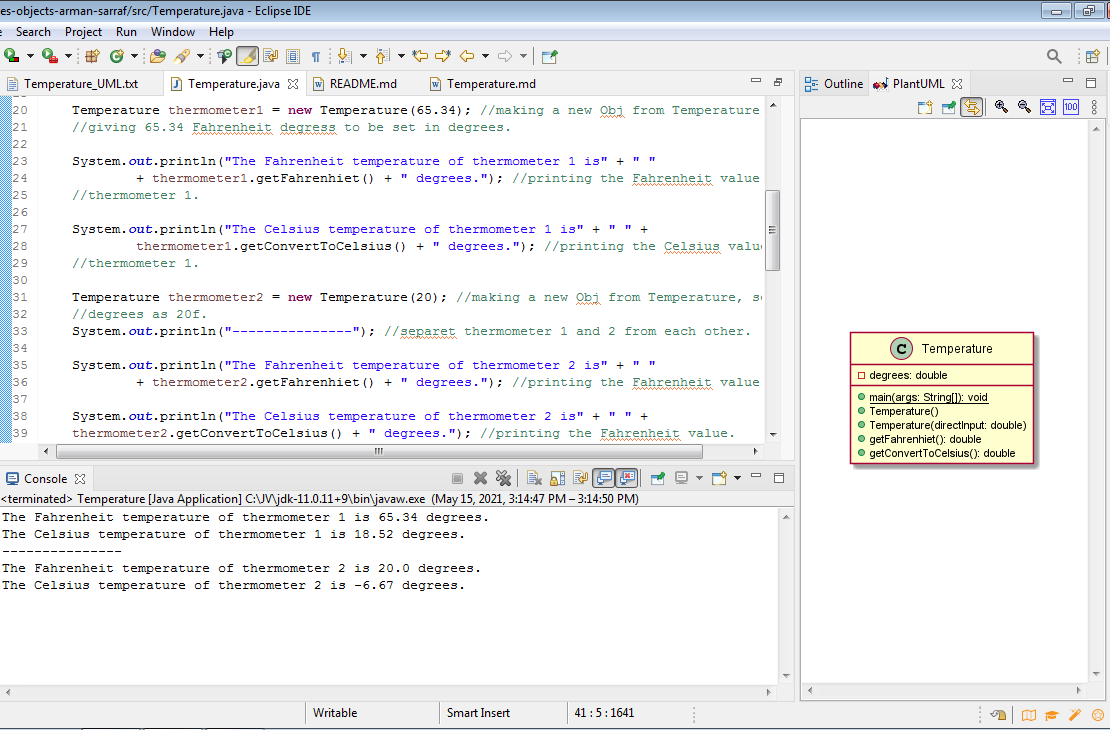 es-objects-arman-sarraf/src/Temperature.java - Eclipse IDE
Search Project Run Window Help
Temperature_UML.txt Temperature.java README.md Temperature.md
Outline PlantUML
100
20 Temperature thermometer1 = new Temperature(65.34); //making a new Obj from Temperature
21 //giving 65.34 Fahrenheit degress to be set in degrees.
22
23 System.out.println("The Fahrenheit temperature of thermometer 1 is" + " "
24 + thermometer1.getFahrenhiet() + " degrees."); //printing the Fahrenheit value
25 //thermometer 1.
26
27 System.out.println("The Celsius temperature of thermometer 1 is" + " " +
28 thermometer1.getConvertToCelsius() + " degrees."); //printing the Celsius valu
29 //thermometer 1.
30
31 Temperature thermometer2 = new Temperature(20); //making a new Obj from Temperature, s
32 //degrees as 20f.
33 System.out.println("---------------"); //separet thermometer 1 and 2 from each other.
34
35 System.out.println("The Fahrenheit temperature of thermometer 2 is" + " "
36 + thermometer2.getFahrenhiet() + " degrees."); //printing the Fahrenheit value
37
38 System.out.println("The Celsius temperature of thermometer 2 is" + " " +
39 thermometer2.getConvertToCelsius() + " degrees."); //printing the Fahrenheit value.
C Temperature
degrees: double
main(args: String[]): void
Temperature()
Temperature(directInput: double)
getFahrenhiet(): double
getConvertToCelsius(): double
Console
<terminated> Temperature [Java Application] C:\JV\jdk-11.0.11+9\bin\javaw.exe (May 15, 2021, 3:14:47 PM – 3:14:50 PM)
The Fahrenheit temperature of thermometer 1 is 65.34 degrees.
The Celsius temperature of thermometer 1 is 18.52 degrees.
---------------
The Fahrenheit temperature of thermometer 2 is 20.0 degrees.
The Celsius temperature of thermometer 2 is -6.67 degrees.
Writable Smart Insert 41 : 5 : 1641